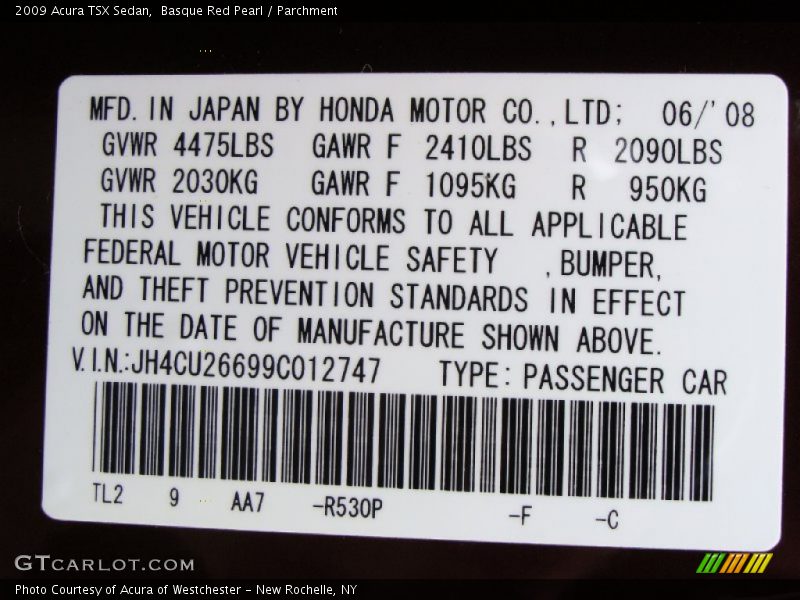 2009 Acura TSX Sedan,  Basque Red Pearl / Parchment
MFD. IN JAPAN BY HONDA MOTOR CO.,LTD; 06/'08
GVWR 4475LBS GAWR F 2410LBS R 2090LBS
GVWR 2030KG GAWR F 1095KG R 950KG
THIS VEHICLE CONFORMS TO ALL APPLICABLE
FEDERAL MOTOR VEHICLE SAFETY ,BUMPER,
AND THEFT PREVENTION STANDARDS IN EFFECT
ON THE DATE OF MANUFACTURE SHOWN ABOVE.
V.I.N.:JH4CU26699C012747 TYPE: PASSENGER CAR
TL2 9 AA7 -R530P -F -C
GTCARLOT.COM
Photo Courtesy of Acura of Westchester - New Rochelle, NY